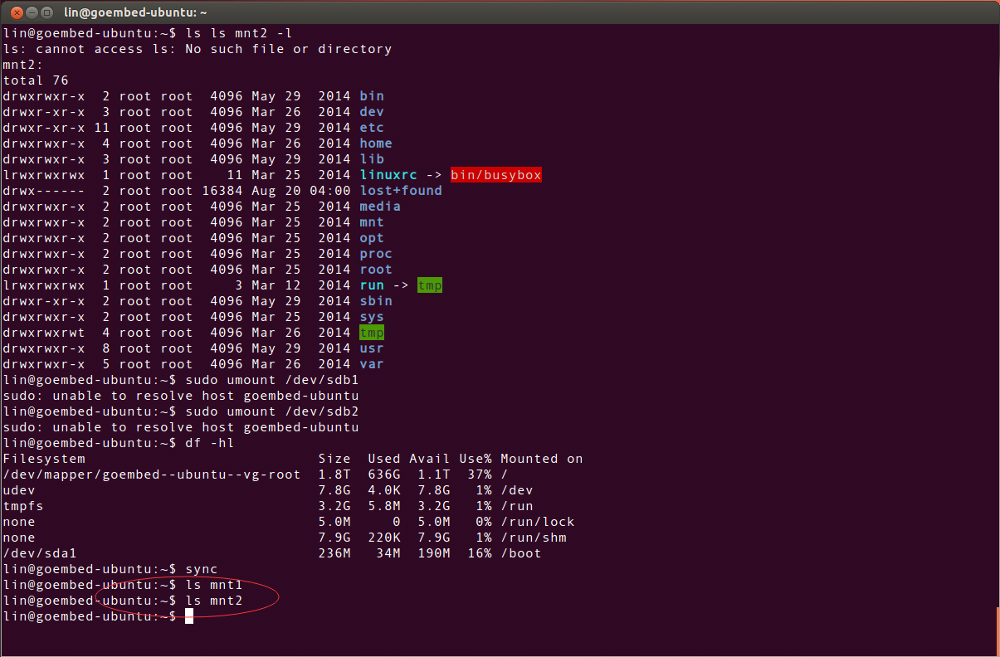 lin@goembed-ubuntu: ~
lin@goembed-ubuntu:~$ ls ls mnt2 -l
ls: cannot access ls: No such file or directory
mnt2:
total 76
drwxrwxr-x  2 root root  4096 May 29  2014 bin
drwxr-xr-x  3 root root  4096 Mar 26  2014 dev
drwxr-xr-x 11 root root  4096 May 29  2014 etc
drwxrwxr-x  4 root root  4096 Mar 26  2014 home
drwxrwxr-x  3 root root  4096 May 29  2014 lib
lrwxrwxrwx  1 root root    11 Mar 25  2014 linuxrc -> bin/busybox
drwx------  2 root root 16384 Aug 20 04:00 lost+found
drwxrwxr-x  2 root root  4096 Mar 25  2014 media
drwxrwxr-x  2 root root  4096 Mar 25  2014 mnt
drwxrwxr-x  2 root root  4096 Mar 25  2014 opt
drwxrwxr-x  2 root root  4096 Mar 25  2014 proc
drwxrwxr-x  2 root root  4096 Mar 25  2014 root
lrwxrwxrwx  1 root root     3 Mar 12  2014 run -> tmp
drwxr-xr-x  2 root root  4096 May 29  2014 sbin
drwxrwxr-x  2 root root  4096 Mar 25  2014 sys
drwxrwxrwt  4 root root  4096 Mar 26  2014 tmp
drwxrwxr-x  8 root root  4096 May 29  2014 usr
drwxrwxr-x  5 root root  4096 Mar 26  2014 var
lin@goembed-ubuntu:~$ sudo umount /dev/sdb1
sudo: unable to resolve host goembed-ubuntu
lin@goembed-ubuntu:~$ sudo umount /dev/sdb2
sudo: unable to resolve host goembed-ubuntu
lin@goembed-ubuntu:~$ df -hl
Filesystem                            Size  Used Avail Use% Mounted on
/dev/mapper/goembed--ubuntu--vg-root  1.8T  636G  1.1T  37% /
udev                                  7.8G  4.0K  7.8G   1% /dev
tmpfs                                 3.2G  5.8M  3.2G   1% /run
none                                  5.0M     0  5.0M   0% /run/lock
none                                  7.9G  220K  7.9G   1% /run/shm
/dev/sda1                             236M   34M  190M  16% /boot
lin@goembed-ubuntu:~$ sync
lin@goembed-ubuntu:~$ ls mnt1
lin@goembed-ubuntu:~$ ls mnt2
lin@goembed-ubuntu:~$